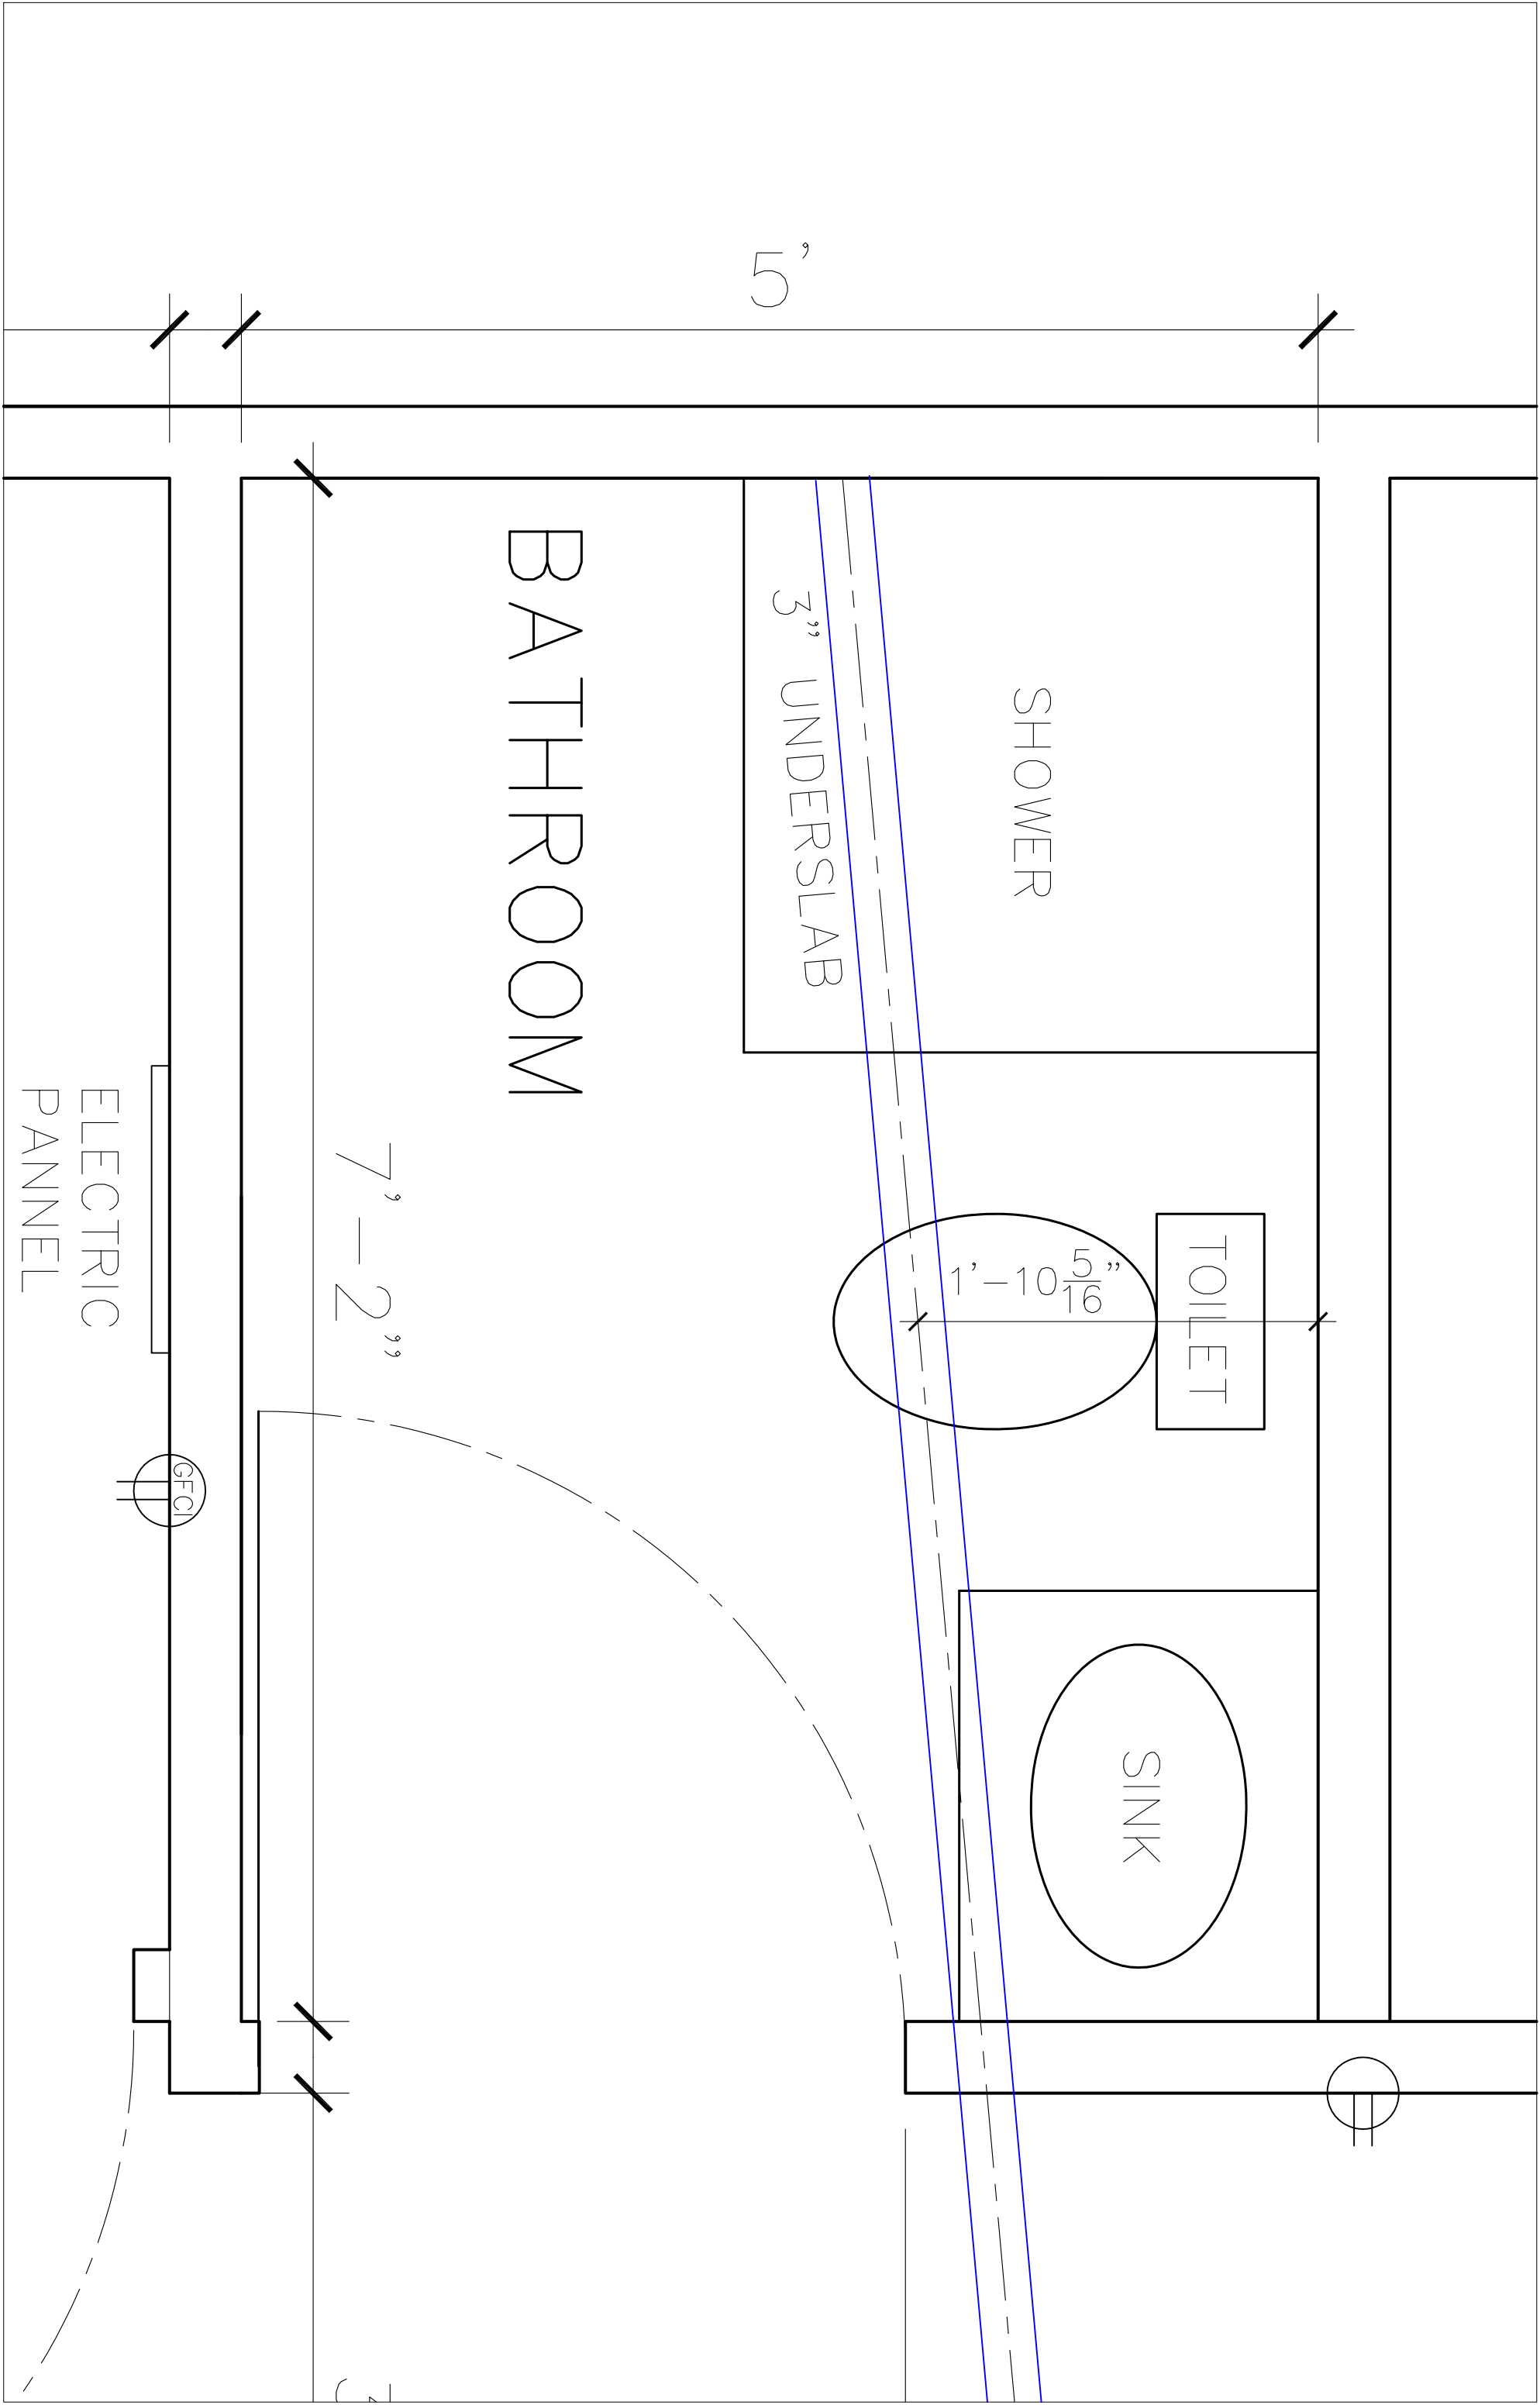 5'
BATHROOM
3" UNDERSLAB
SHOWER
TOILET
1'-10 5/16"
7'-2"
SINK
ELECTRIC
PANNEL
GFCI